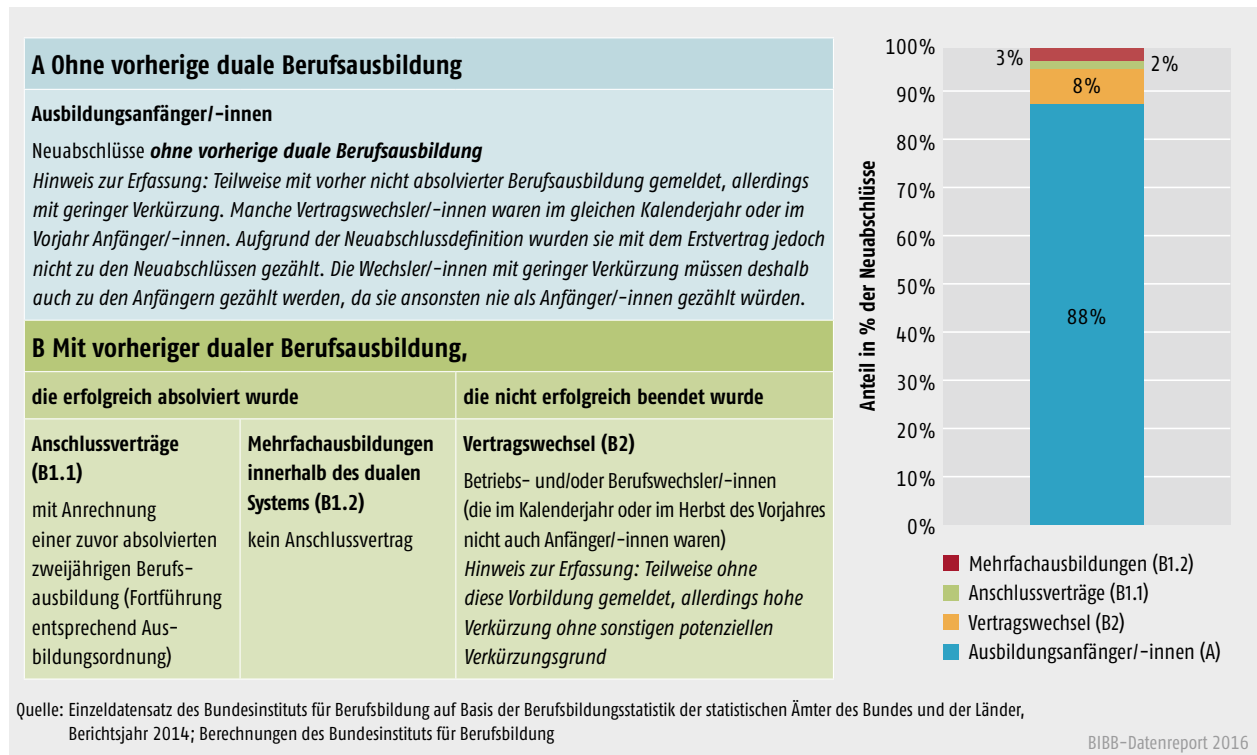 A Ohne vorherige duale Berufsausbildung
Ausbildungsanfänger/-innen
Neuabschlüsse ohne vorherige duale Berufsausbildung
Hinweis zur Erfassung: Teilweise mit vorher nicht absolvierter Berufsausbildung gemeldet, allerdings
mit geringer Verkürzung. Manche Vertragswechsler/-innen waren im gleichen Kalenderjahr oder im
Vorjahr Anfänger/-innen. Aufgrund der Neuabschlussdefinition wurden sie mit dem Erstvertrag jedoch
nicht zu den Neuabschlüssen gezählt. Die Wechsler/-innen mit geringer Verkürzung müssen deshalb
auch zu den Anfängern gezählt werden, da sie ansonsten nie als Anfänger/-innen gezählt würden.
B Mit vorheriger dualer Berufsausbildung,
die erfolgreich absolviert wurde
die nicht erfolgreich beendet wurde
Anschlussverträge
(B1.1)
mit Anrechnung
einer zuvor absolvierten
zweijährigen Berufs-
ausbildung (Fortführung
entsprechend Aus-
bildungsordnung)
Mehrfachausbildungen
innerhalb des dualen
Systems (B1.2)
kein Anschlussvertrag
Vertragswechsel (B2)
Betriebs- und/oder Berufswechsler/-innen
(die im Kalenderjahr oder im Herbst des Vorjahres
nicht auch Anfänger/-innen waren)
Hinweis zur Erfassung: Teilweise ohne
diese Vorbildung gemeldet, allerdings hohe
Verkürzung ohne sonstigen potenziellen
Verkürzungsgrund
Anteil in % der Neuabschlüsse
100%
90%
80%
70%
60%
50%
40%
30%
20%
10%
0%
3%
2%
8%
88%
Mehrfachausbildungen (B1.2)
Anschlussverträge (B1.1)
Vertragswechsel (B2)
Ausbildungsanfänger/-innen (A)
Quelle: Einzeldatensatz des Bundesinstituts für Berufsbildung auf Basis der Berufsbildungsstatistik der statistischen Ämter des Bundes und der Länder,
Berichtsjahr 2014; Berechnungen des Bundesinstituts für Berufsbildung
BIBB-Datenreport 2016